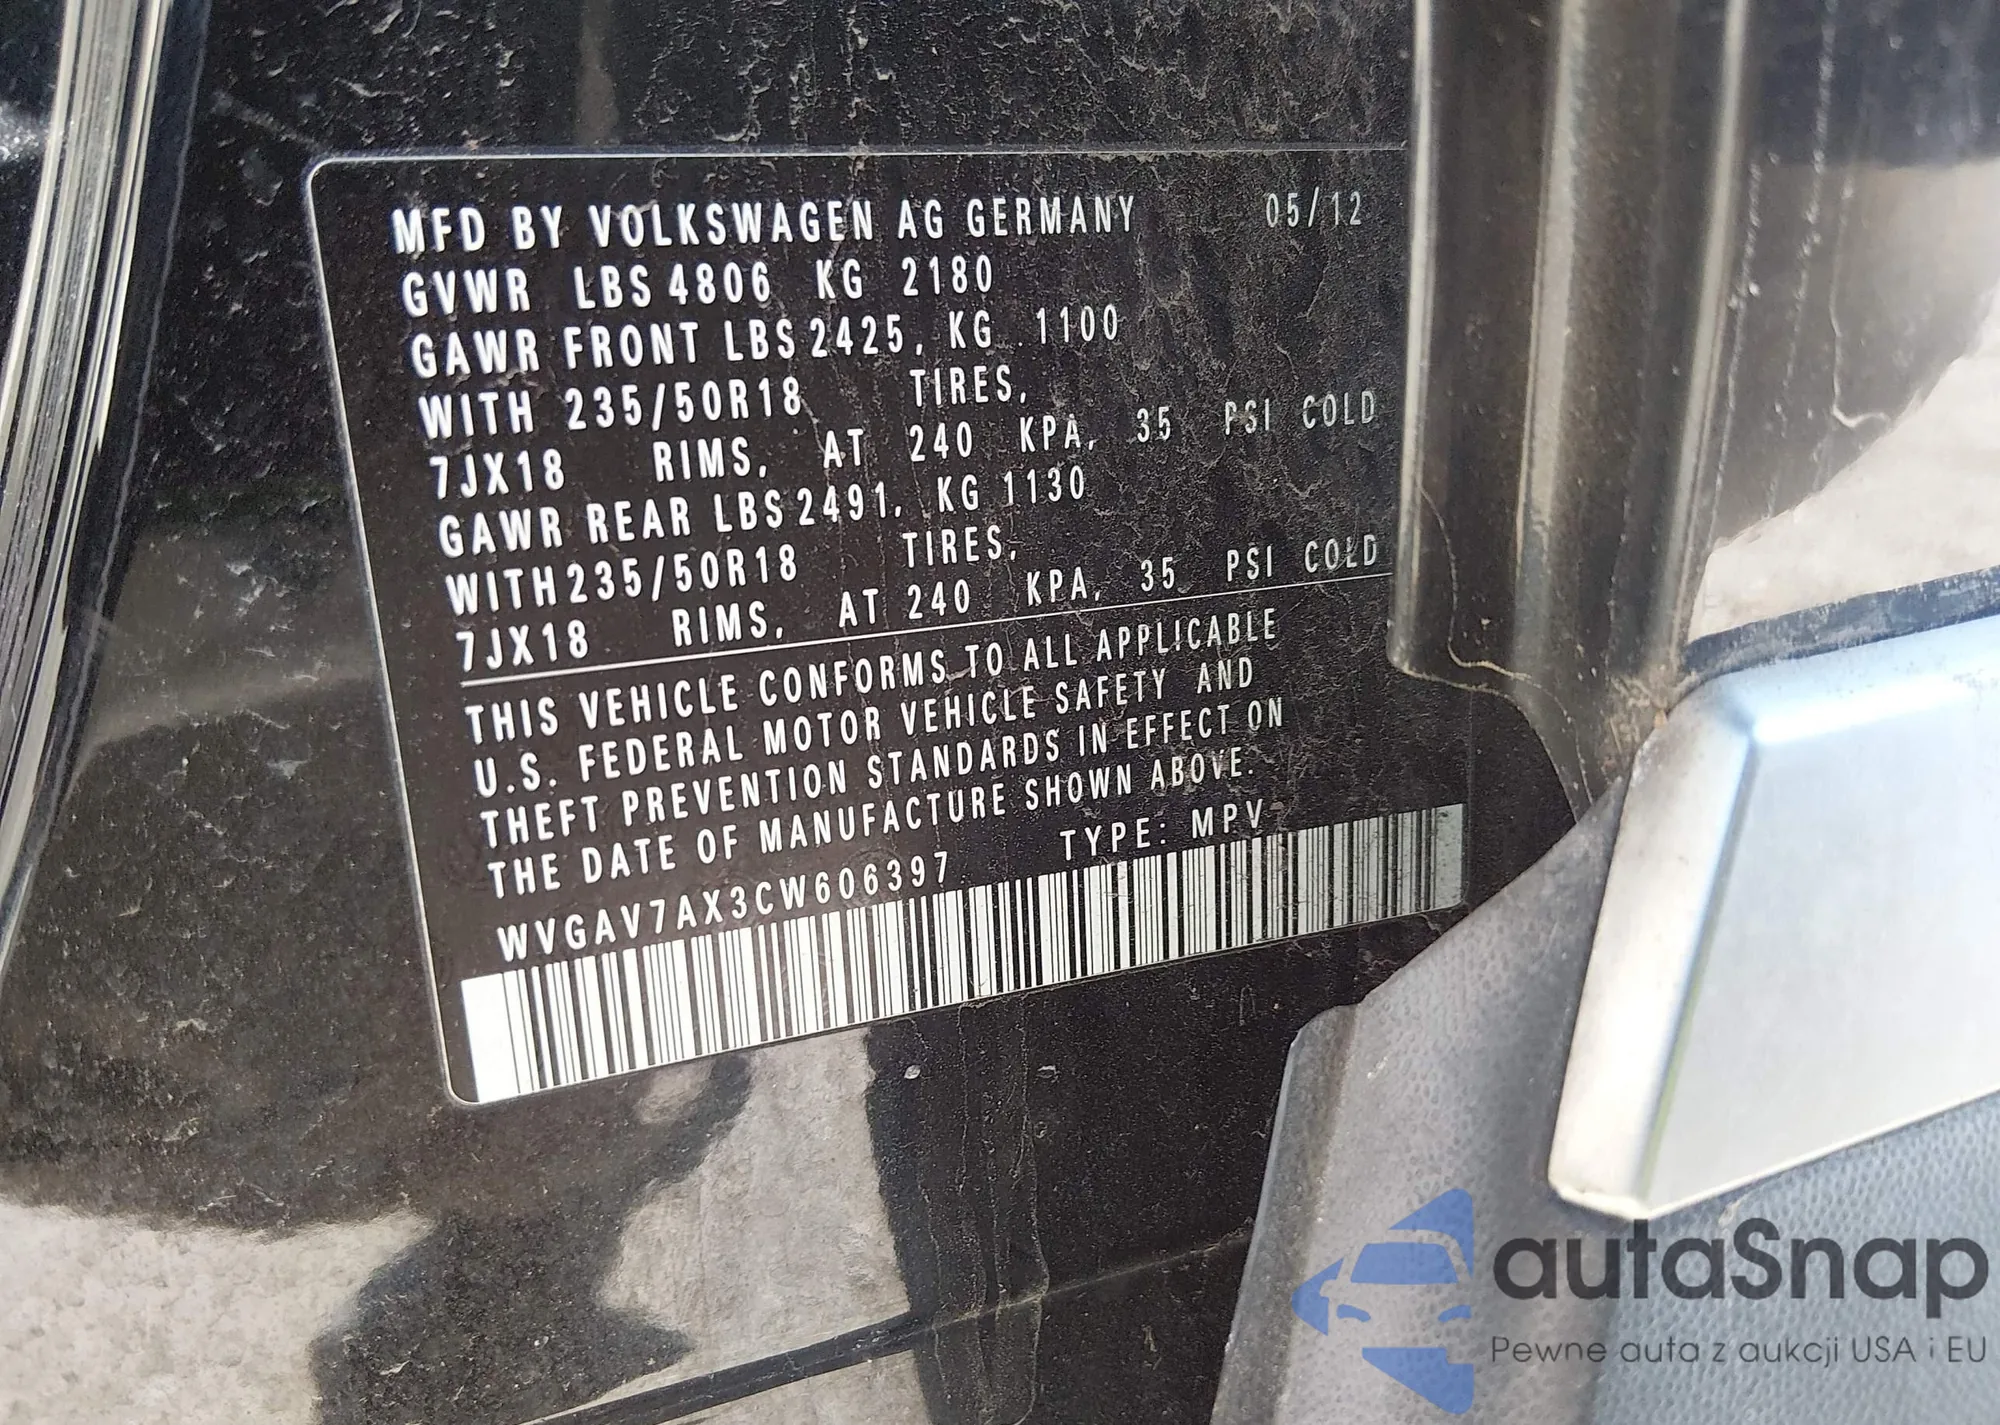 MFD BY VOLKSWAGEN AG GERMANY 05/12
GVWR LBS 4806 KG 2180
GAWR FRONT LBS 2425, KG 1100
WITH 235/50R18 TIRES,
7JX18 RIMS, AT 240 KPA, 35 PSI COLD
GAWR REAR LBS 2491, KG 1130
WITH 235/50R18 TIRES,
7JX18 RIMS, AT 240 KPA, 35 PSI COLD
THIS VEHICLE CONFORMS TO ALL APPLICABLE
U.S. FEDERAL MOTOR VEHICLE SAFETY AND
THEFT PREVENTION STANDARDS IN EFFECT ON
THE DATE OF MANUFACTURE SHOWN ABOVE.
WVGAV7AX3CW606397 TYPE: MPV
autaSnap
Pewne auta z aukcji USA i EU